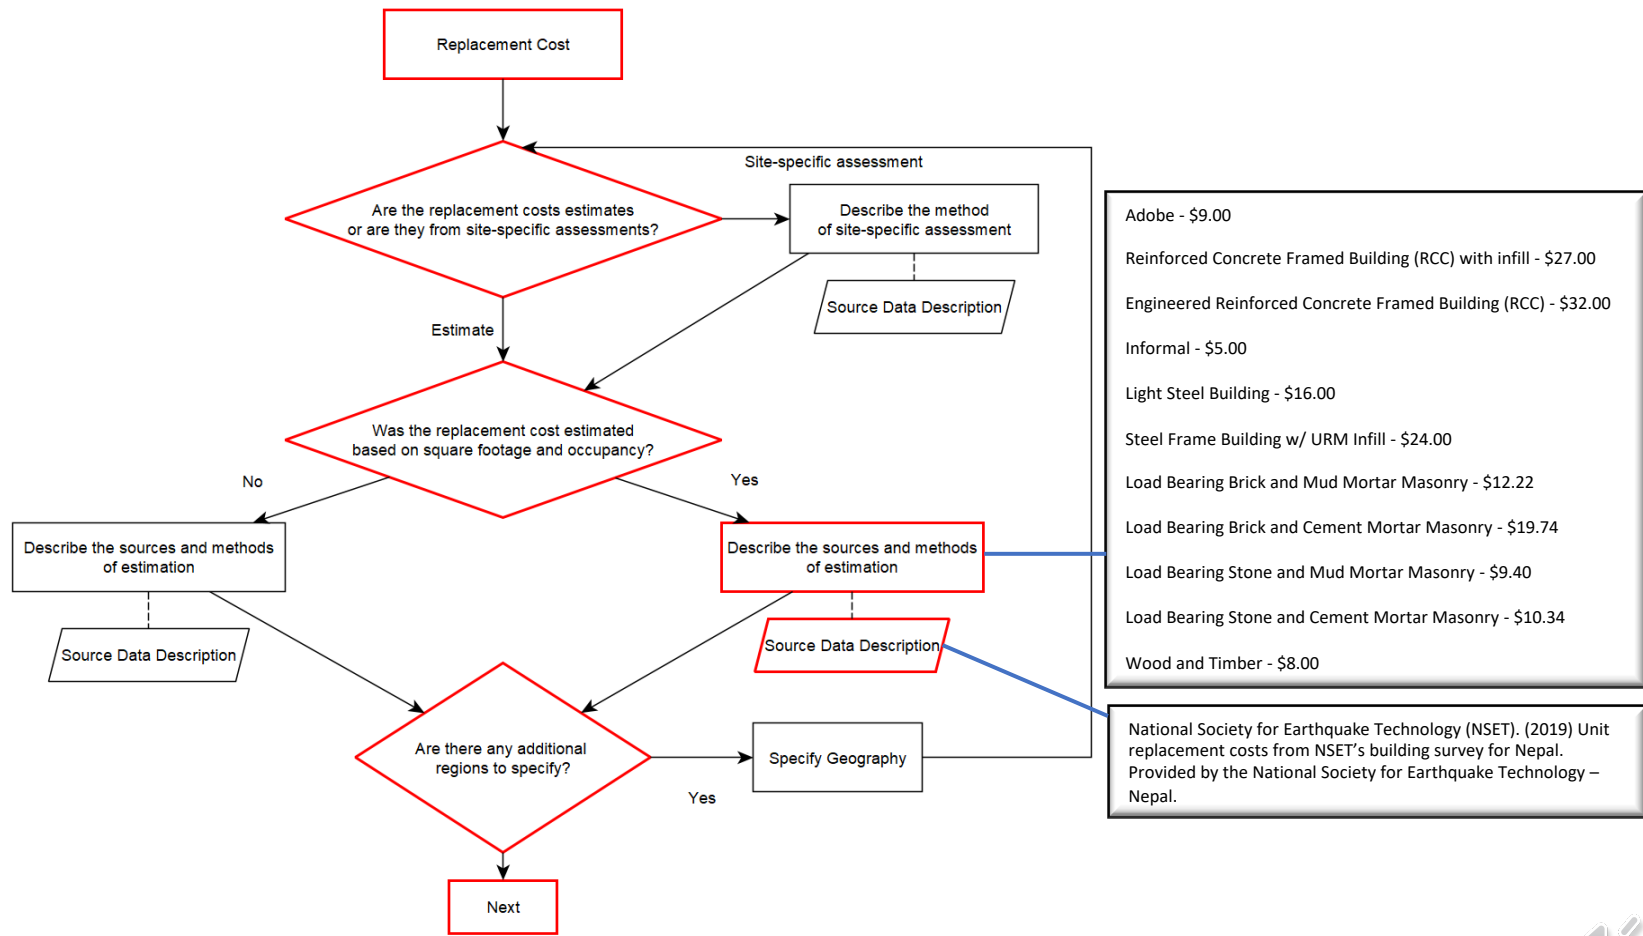 Replacement Cost
Site-specific assessment
Are the replacement costs estimates
or are they from site-specific assessments?
Describe the method
of site-specific assessment
Source Data Description
Estimate
Was the replacement cost estimated
based on square footage and occupancy?
No
Yes
Describe the sources and methods
of estimation
Source Data Description
Describe the sources and methods
of estimation
Source Data Description
Are there any additional
regions to specify?
Yes
Specify Geography
Next
Adobe - $9.00
Reinforced Concrete Framed Building (RCC) with infill - $27.00
Engineered Reinforced Concrete Framed Building (RCC) - $32.00
Informal - $5.00
Light Steel Building - $16.00
Steel Frame Building w/ URM Infill - $24.00
Load Bearing Brick and Mud Mortar Masonry - $12.22
Load Bearing Brick and Cement Mortar Masonry - $19.74
Load Bearing Stone and Mud Mortar Masonry - $9.40
Load Bearing Stone and Cement Mortar Masonry - $10.34
Wood and Timber - $8.00
National Society for Earthquake Technology (NSET). (2019) Unit
replacement costs from NSET’s building survey for Nepal.
Provided by the National Society for Earthquake Technology –
Nepal.